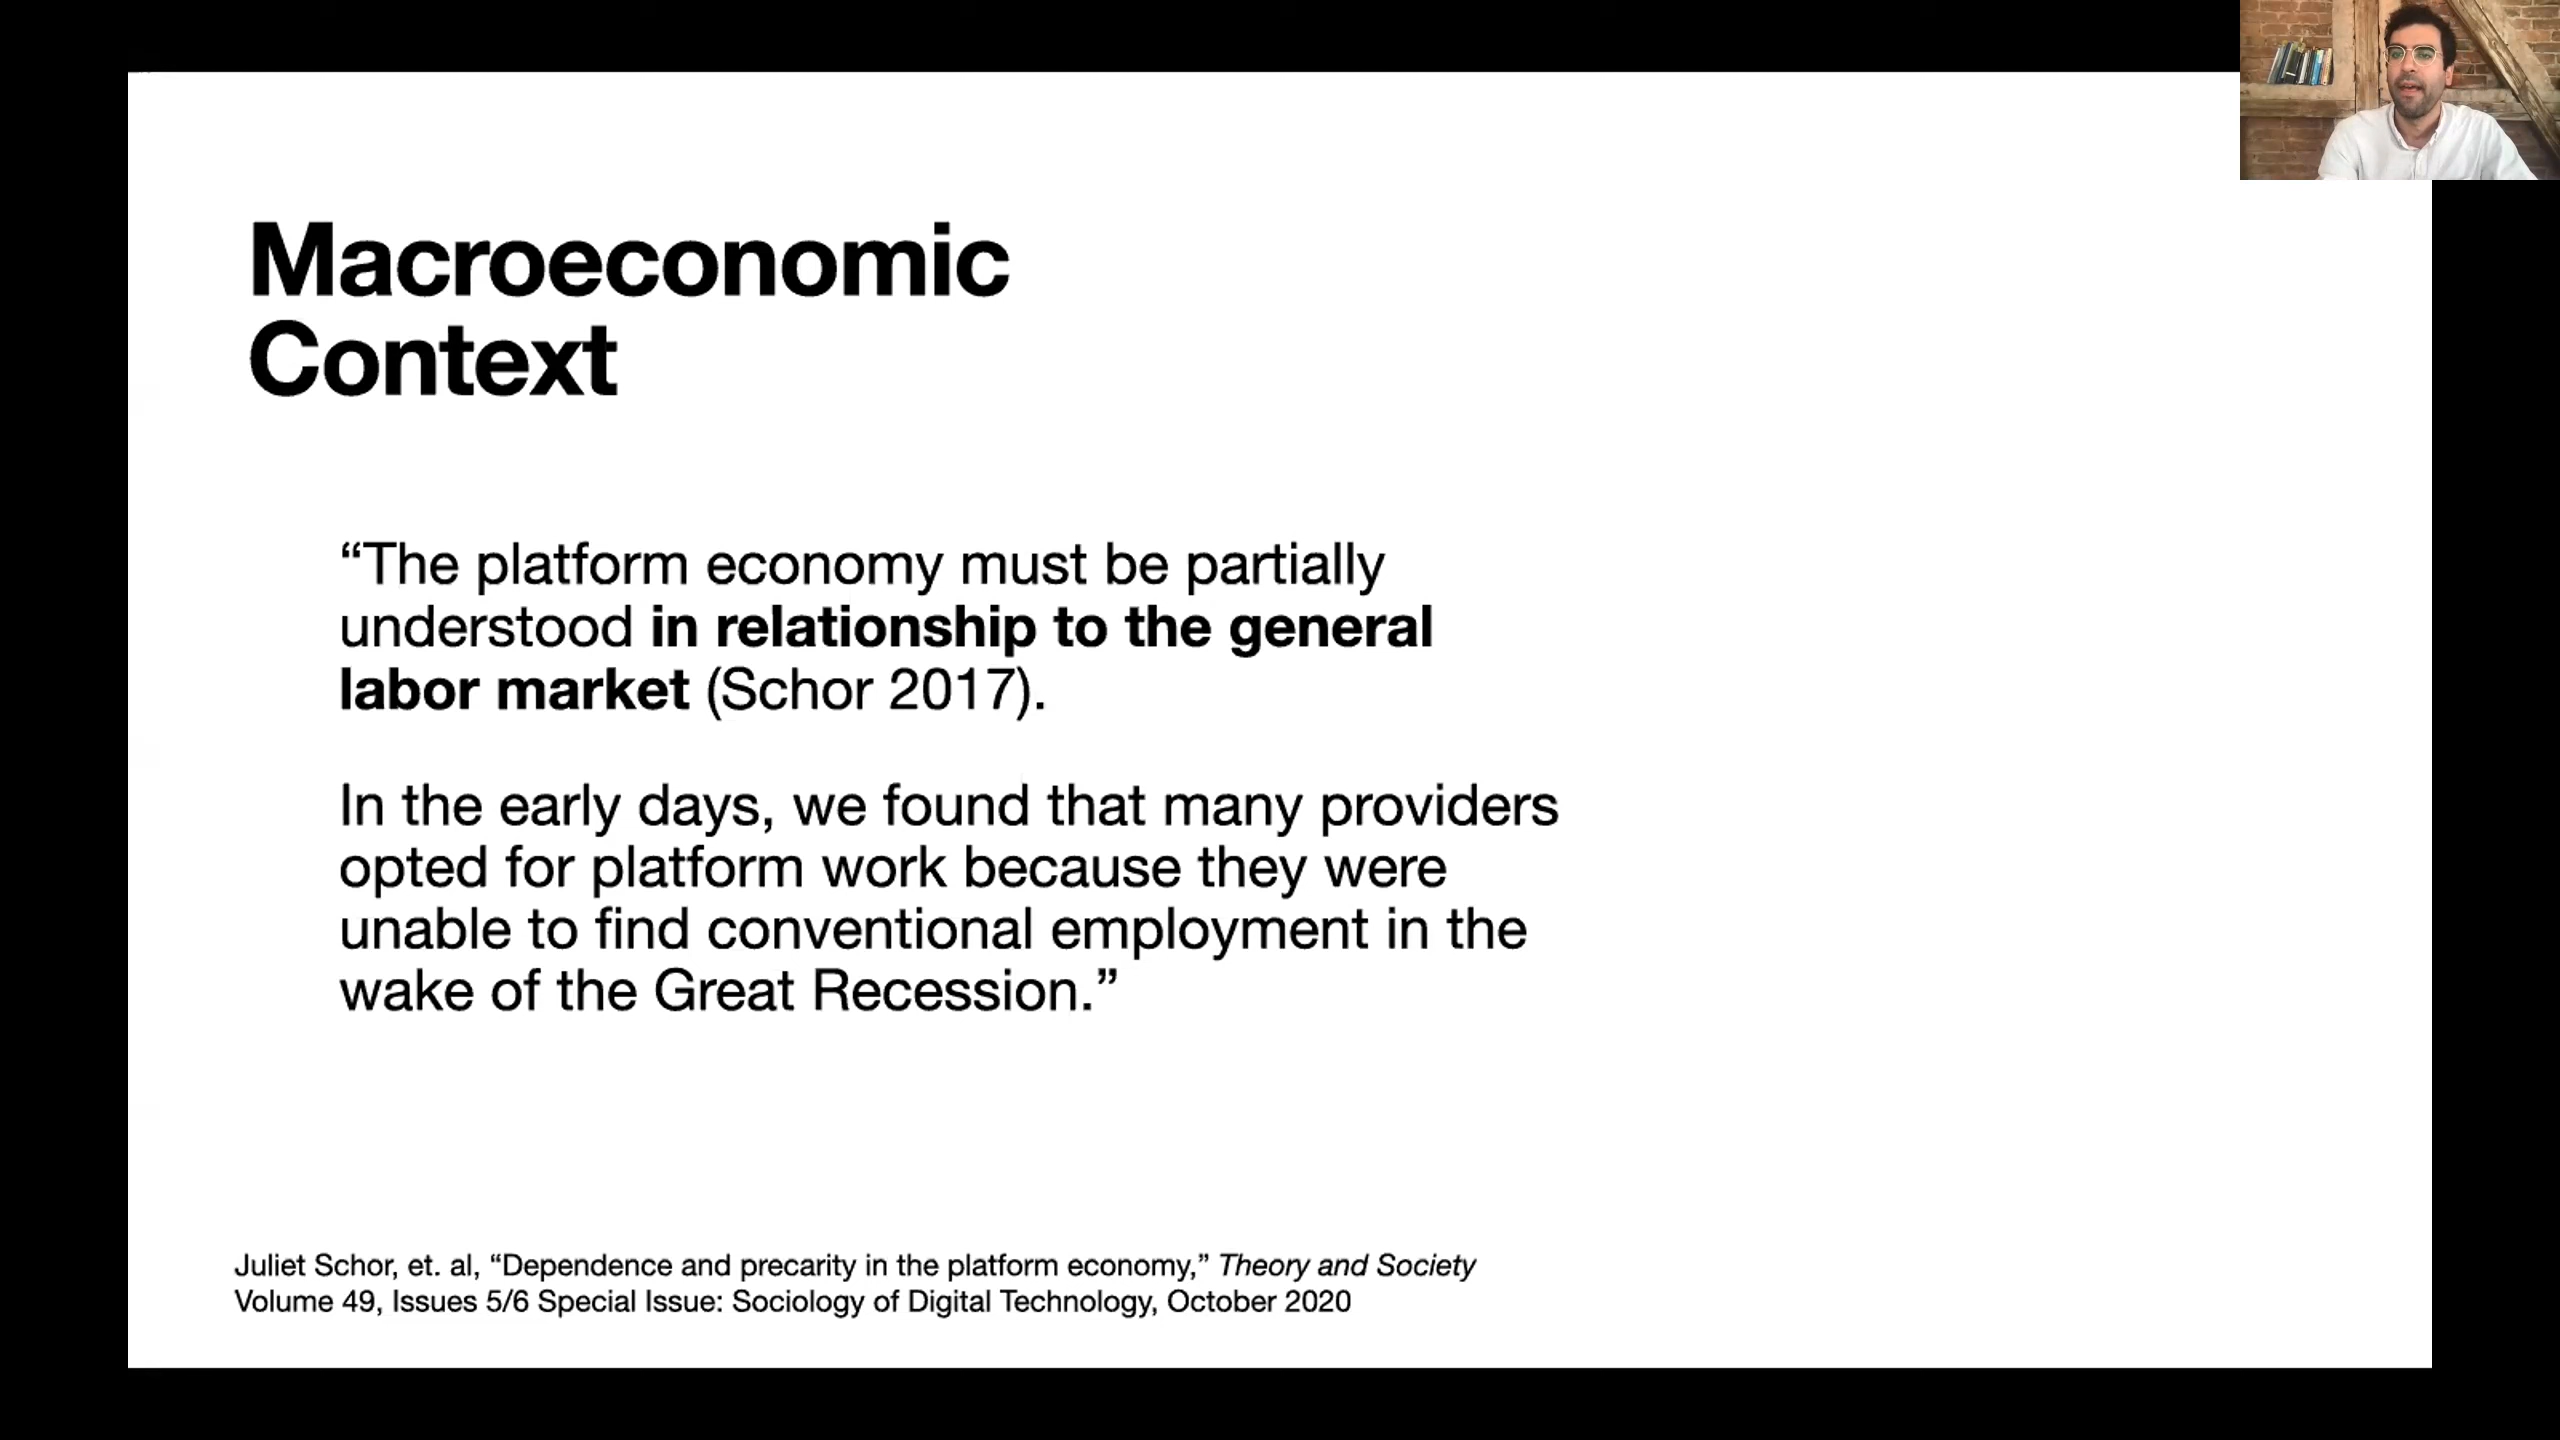 Macroeconomic
Context
“The platform economy must be partially
understood in relationship to the general
labor market (Schor 2017).
In the early days, we found that many providers
opted for platform work because they were
unable to find conventional employment in the
wake of the Great Recession.”
Juliet Schor, et. al, “Dependence and precarity in the platform economy,” Theory and Society
Volume 49, Issues 5/6 Special Issue: Sociology of Digital Technology, October 2020